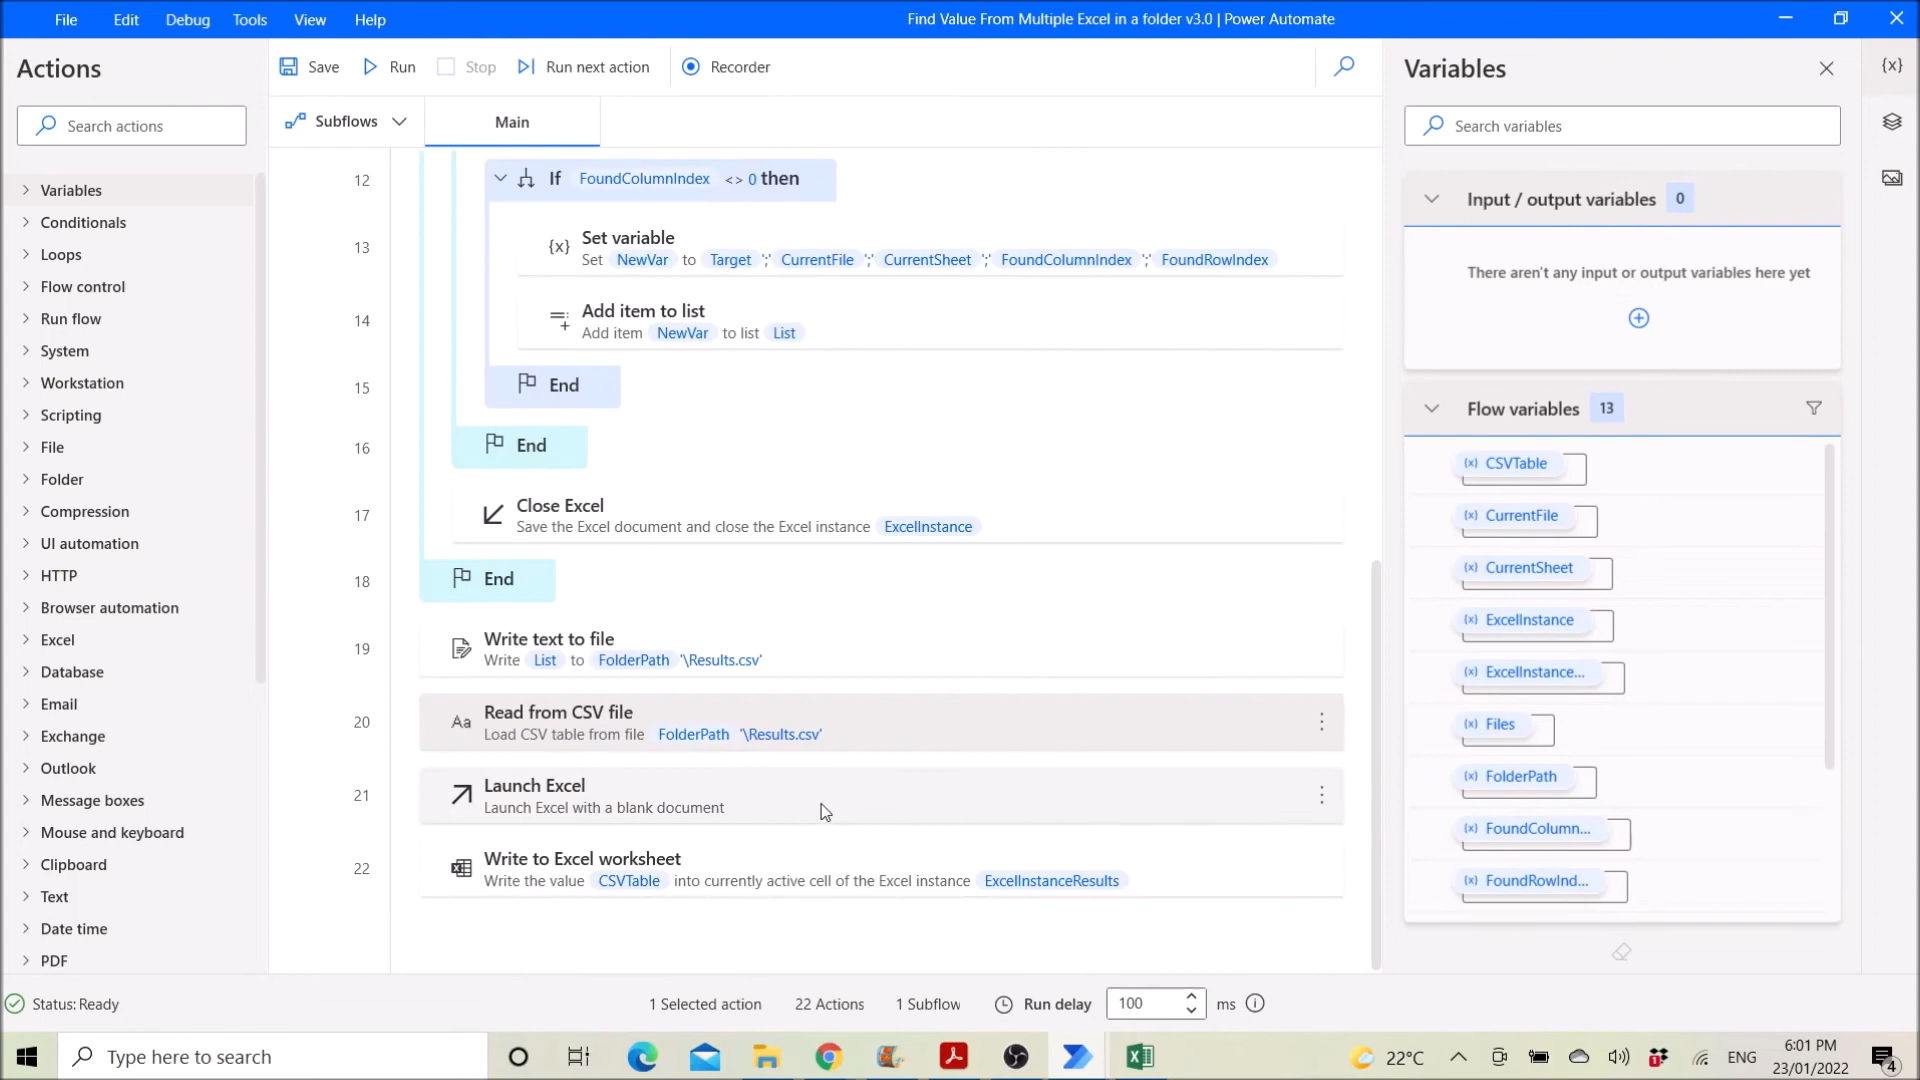 File Edit Debug Tools View Help
Find Value From Multiple Excel in a folder v3.0 | Power Automate
Actions
Search actions
Variables
Conditionals
Loops
Flow control
Run flow
System
Workstation
Scripting
File
Folder
Compression
UI automation
HTTP
Browser automation
Excel
Database
Email
Exchange
Outlook
Message boxes
Mouse and keyboard
Clipboard
Text
Date time
PDF
Save Run Stop Run next action Recorder
Subflows Main
12 If FoundColumnIndex <> 0 then
13 Set variable
Set NewVar to Target ';' CurrentFile ';' CurrentSheet ';' FoundColumnIndex ';' FoundRowIndex
14 Add item to list
Add item NewVar to list List
15 End
16 End
17 Close Excel
Save the Excel document and close the Excel instance ExcelInstance
18 End
19 Write text to file
Write List to FolderPath '\Results.csv'
20 Aa Read from CSV file
Load CSV table from file FolderPath '\Results.csv'
21 Launch Excel
Launch Excel with a blank document
22 Write to Excel worksheet
Write the value CSVTable into currently active cell of the Excel instance ExcelInstanceResults
Variables
{x}
Search variables
Input / output variables 0
There aren't any input or output variables here yet
Flow variables 13
(x) CSVTable
(x) CurrentFile
(x) CurrentSheet
(x) ExcelInstance
(x) ExcelInstance...
(x) Files
(x) FolderPath
(x) FoundColumn...
(x) FoundRowInd...
Status: Ready
1 Selected action 22 Actions 1 Subflow Run delay 100 ms
Type here to search
22°C
ENG
6:01 PM
23/01/2022
4